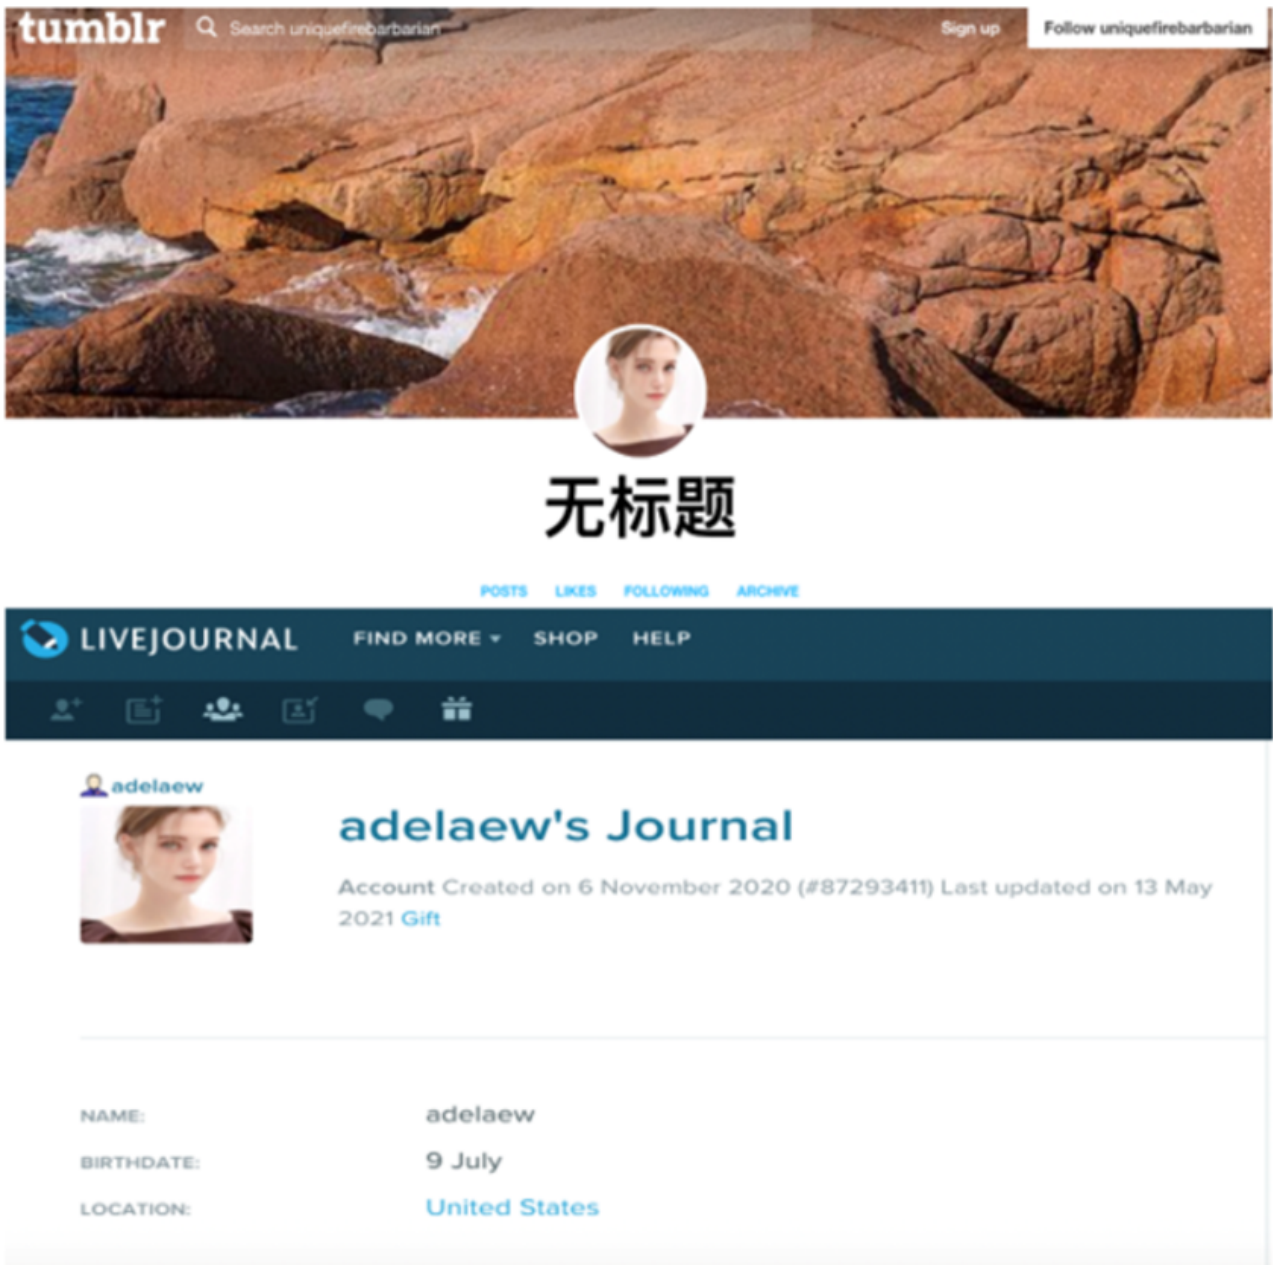 tumblr Search uniquefirebarbarian Sign up Follow uniquefirebarbarian
无标题
POSTS LIKES FOLLOWING ARCHIVE
LIVEJOURNAL FIND MORE SHOP HELP
adelaew
adelaew's Journal
Account Created on 6 November 2020 (#87293411) Last updated on 13 May
2021 Gift
NAME: adelaew
BIRTHDATE: 9 July
LOCATION: United States